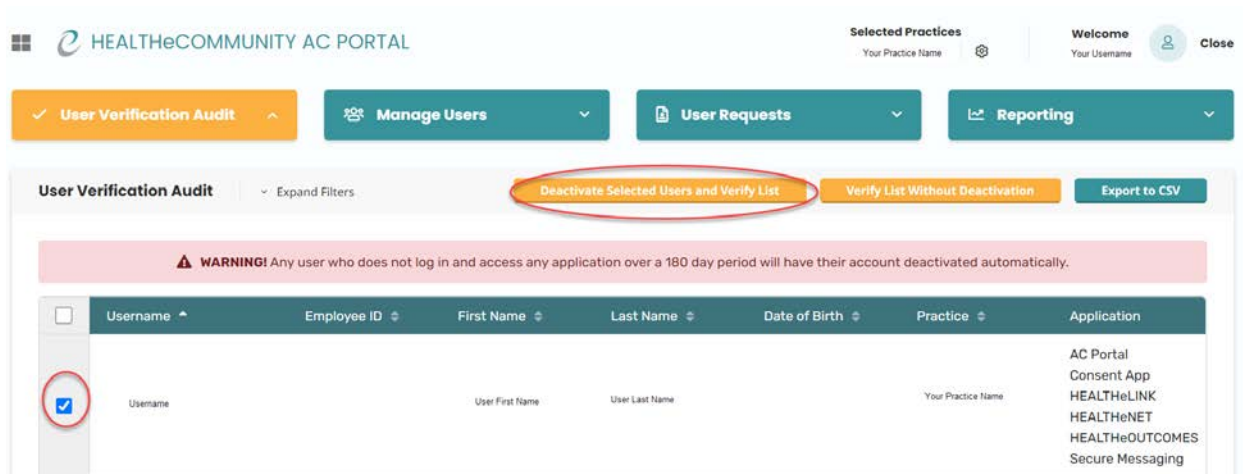 HEALTHeCOMMUNITY AC PORTAL
Selected Practices
Your Practice Name
Welcome
Your Username
Close
User Verification Audit
Manage Users
User Requests
Reporting
User Verification Audit
Expand Filters
Deactivate Selected Users and Verify List
Verify List Without Deactivation
Export to CSV
WARNING! Any user who does not log in and access any application over a 180 day period will have their account deactivated automatically.
Username Employee ID First Name Last Name Date of Birth Practice Application
Username User First Name User Last Name Your Practice Name
AC Portal
Consent App
HEALTHeLINK
HEALTHeNET
HEALTHeOUTCOMES
Secure Messaging